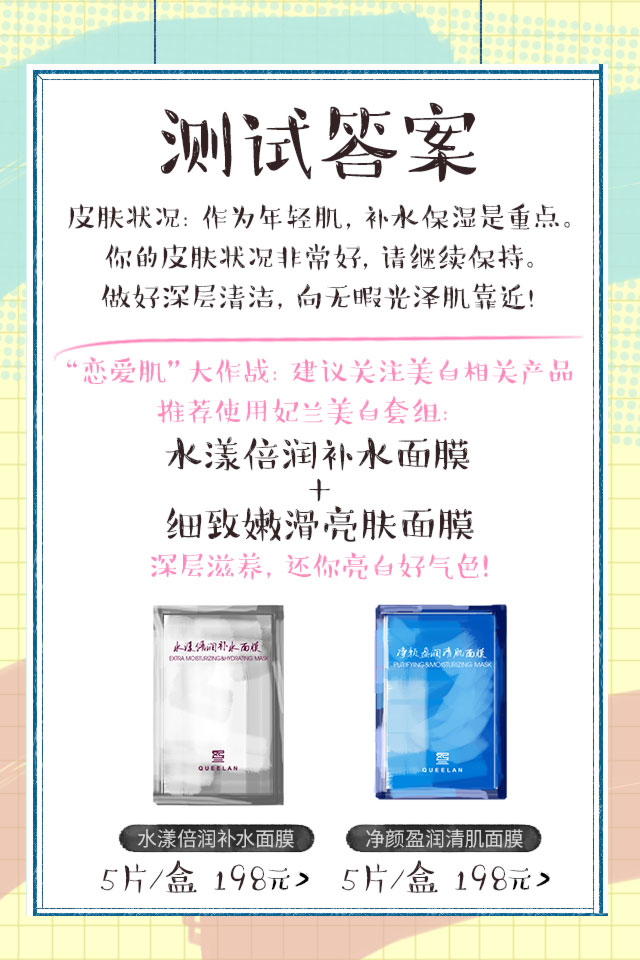 测试答案
皮肤状况: 作为年轻肌, 补水保湿是重点。
你的皮肤状况非常好, 请继续保持。
做好深层清洁, 向无暇光泽肌靠近!
“恋爱肌”大作战: 建议关注美白相关产品
推荐使用妃兰美白套组:
水漾倍润补水面膜
+
细致嫩滑亮肤面膜
深层滋养, 还你亮白好气色!
水漾倍润补水面膜
EXTRA MOISTURIZING&HYDRATING MASK
QUEELAN
净颜盈润清肌面膜
PURIFYING&MOISTURIZING MASK
QUEELAN
水漾倍润补水面膜
净颜盈润清肌面膜
5片/盒 198元>
5片/盒 198元>